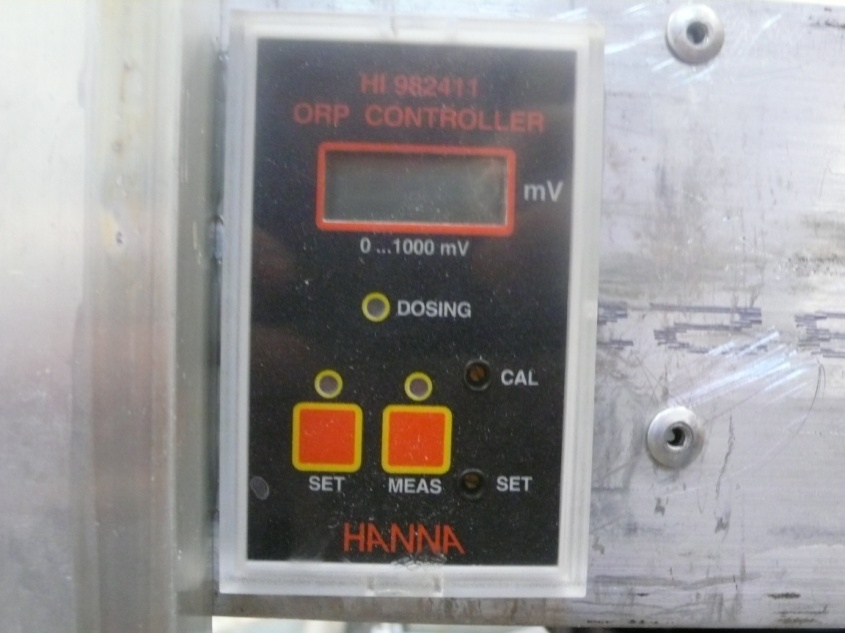 HI 982411
ORP CONTROLLER
mV
0 ...1000 mV
DOSING
CAL
SET
MEAS
SET
HANNA